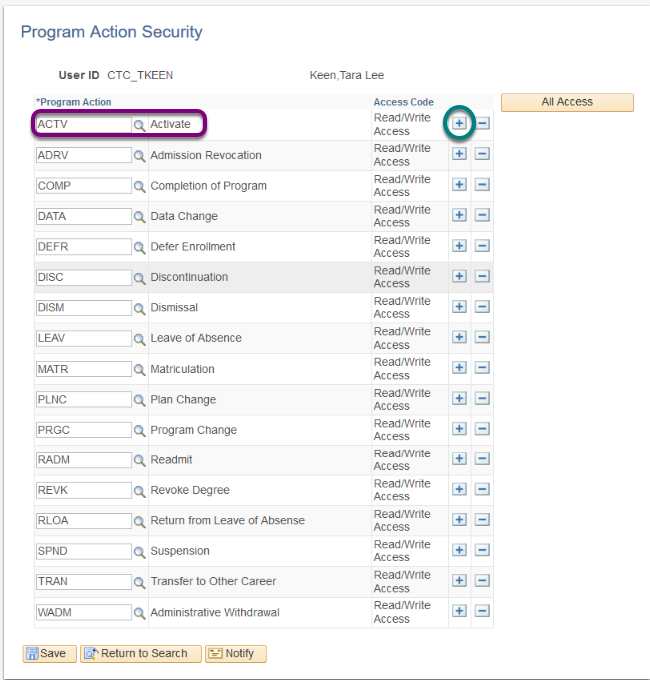 Program Action Security
User ID CTC_TKEEN Keen,Tara Lee
*Program Action Access Code All Access
ACTV Activate Read/Write Access
ADRV Admission Revocation Read/Write Access
COMP Completion of Program Read/Write Access
DATA Data Change Read/Write Access
DEFR Defer Enrollment Read/Write Access
DISC Discontinuation Read/Write Access
DISM Dismissal Read/Write Access
LEAV Leave of Absence Read/Write Access
MATR Matriculation Read/Write Access
PLNC Plan Change Read/Write Access
PRGC Program Change Read/Write Access
RADM Readmit Read/Write Access
REVK Revoke Degree Read/Write Access
RLOA Return from Leave of Absense Read/Write Access
SPND Suspension Read/Write Access
TRAN Transfer to Other Career Read/Write Access
WADM Administrative Withdrawal Read/Write Access
Save Return to Search Notify